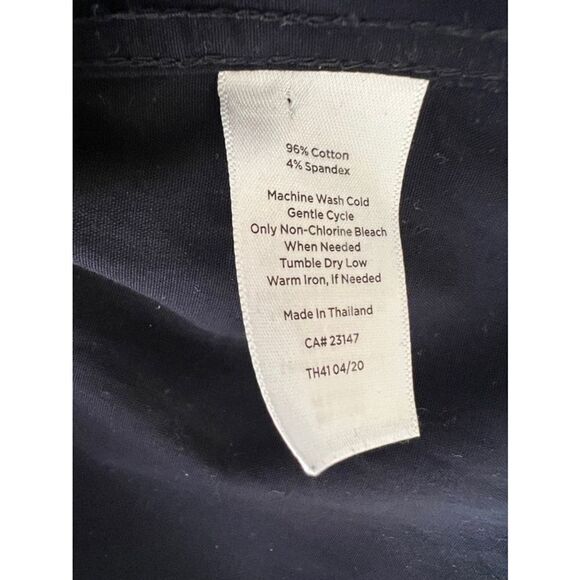 96% Cotton
4% Spandex
Machine Wash Cold
Gentle Cycle
Only Non-Chlorine Bleach
When Needed
Tumble Dry Low
Warm Iron, If Needed
Made In Thailand
CA# 23147
TH41 04/20